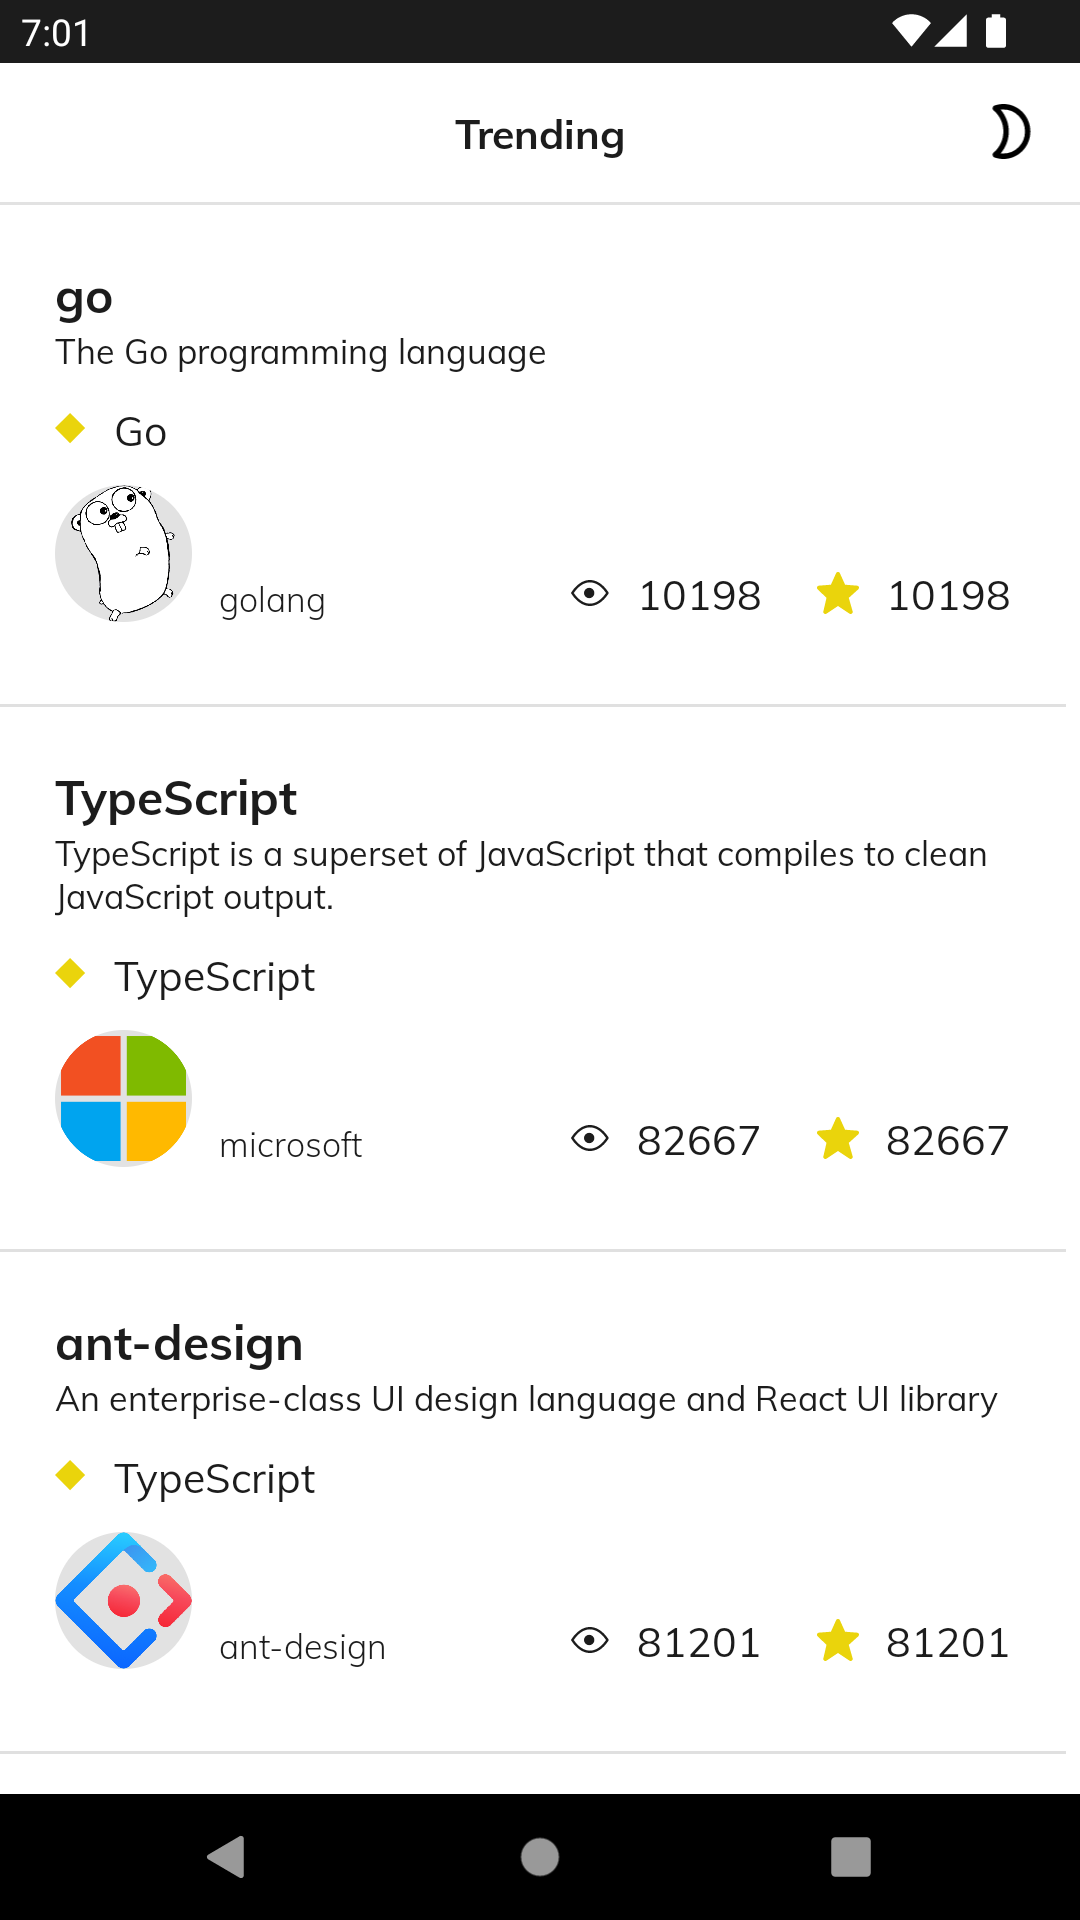 7:01
Trending
go
The Go programming language
Go
golang 10198 10198
TypeScript
TypeScript is a superset of JavaScript that compiles to clean
JavaScript output.
TypeScript
microsoft 82667 82667
ant-design
An enterprise-class UI design language and React UI library
TypeScript
ant-design 81201 81201